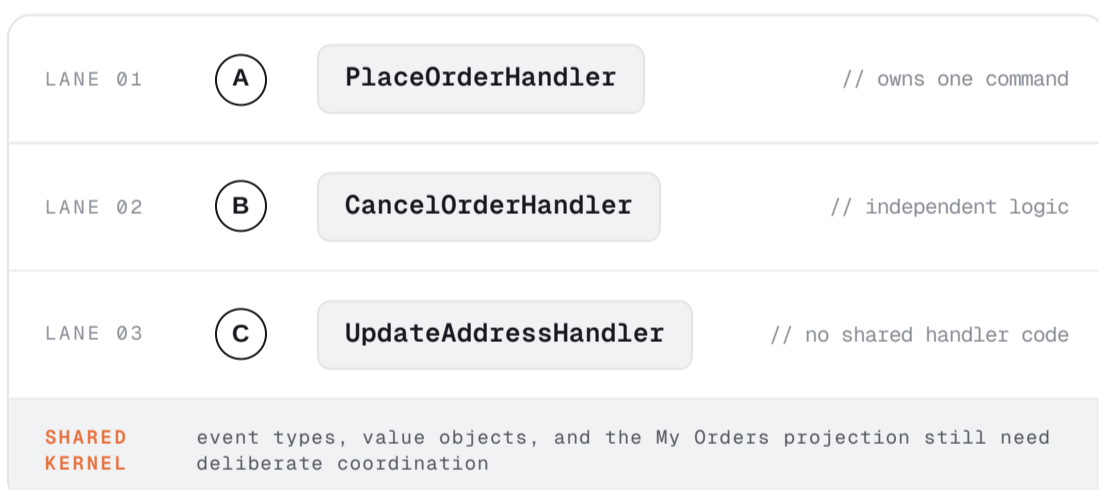 LANE 01 A PlaceOrderHandler // owns one command
LANE 02 B CancelOrderHandler // independent logic
LANE 03 C UpdateAddressHandler // no shared handler code
SHARED KERNEL
event types, value objects, and the My Orders projection still need
deliberate coordination